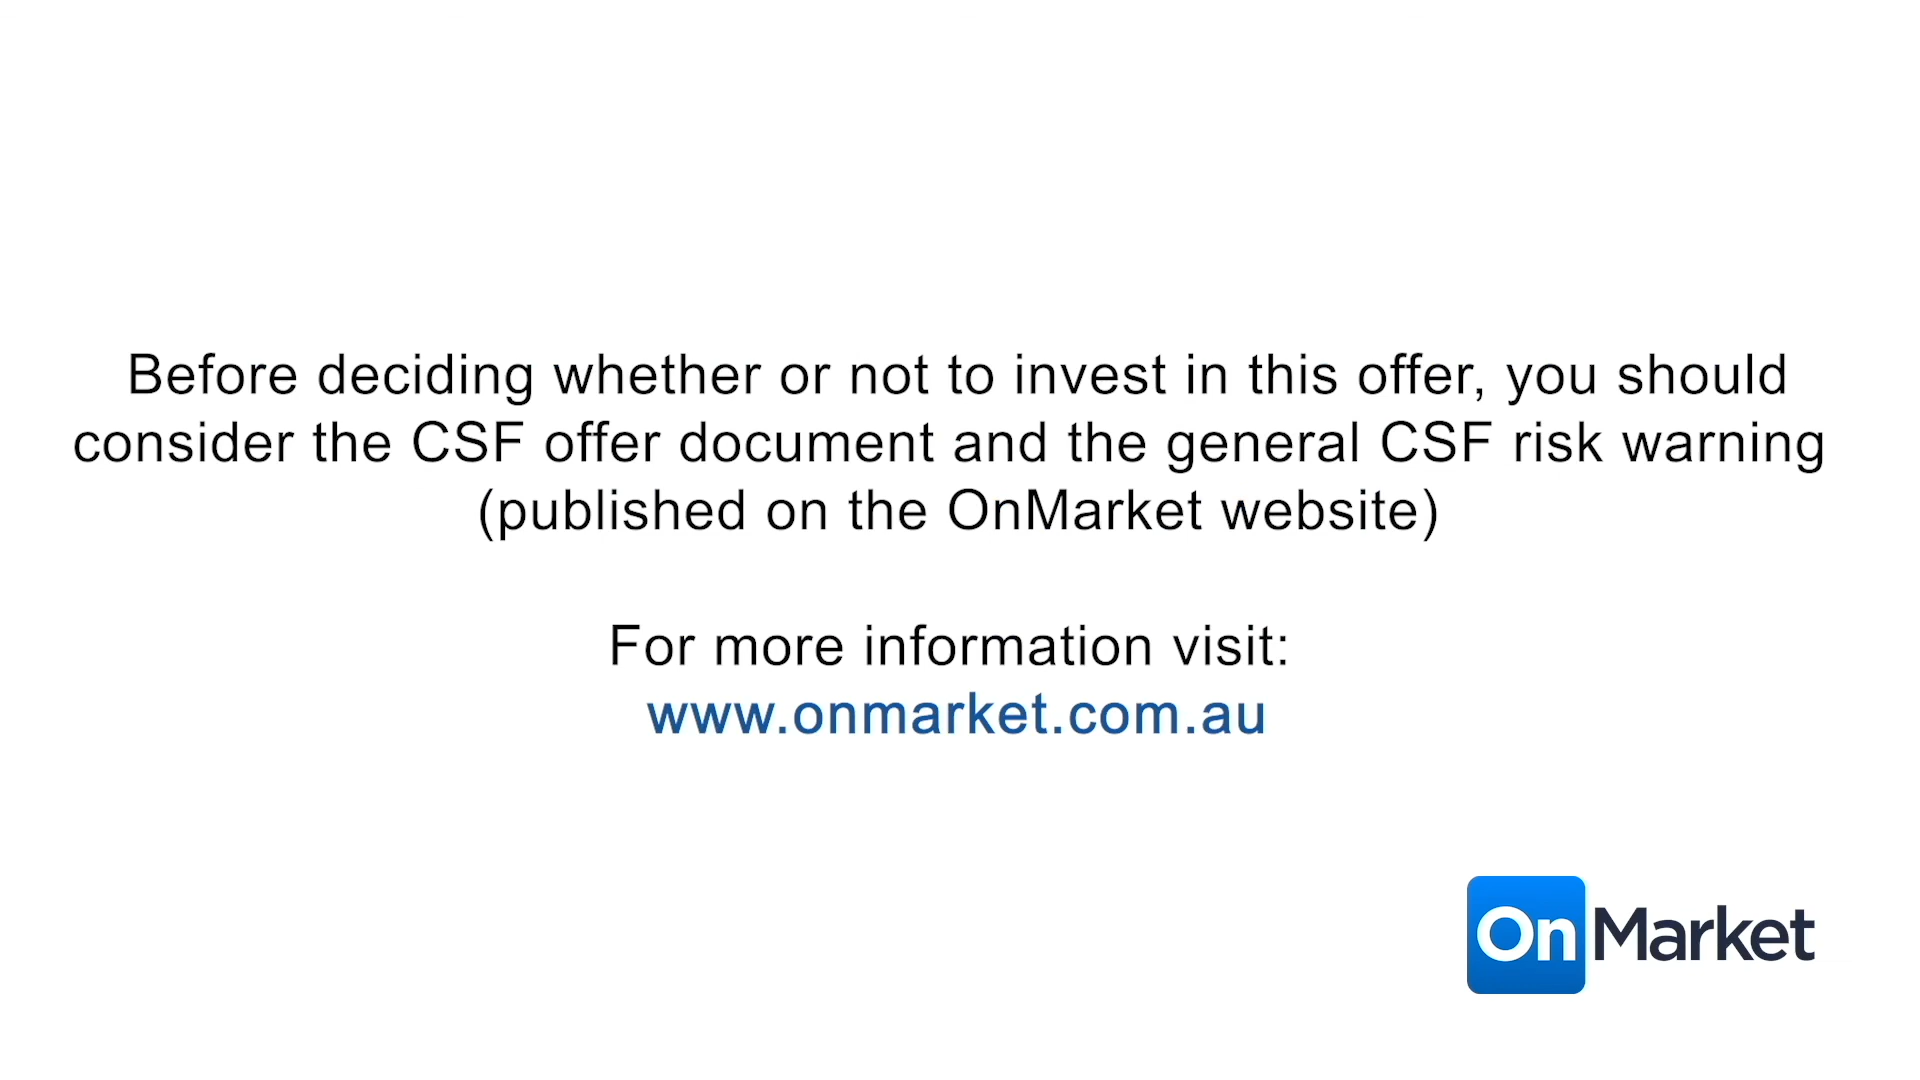 Before deciding whether or not to invest in this offer, you should
consider the CSF offer document and the general CSF risk warning
(published on the OnMarket website)
For more information visit:
www.onmarket.com.au
OnMarket